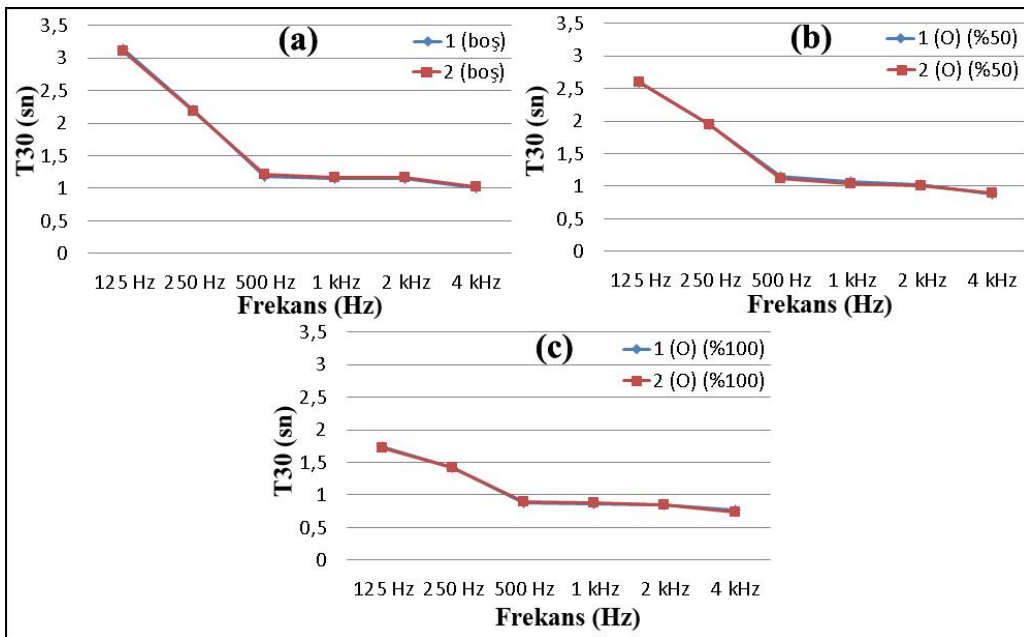 (a)
1 (boş)
2 (boş)
T30 (sn)
3,5
3
2,5
2
1,5
1
0,5
0
125 Hz 250 Hz 500 Hz 1 kHz 2 kHz 4 kHz
Frekans (Hz)
(b)
1 (O) (%50)
2 (O) (%50)
T30 (sn)
3,5
3
2,5
2
1,5
1
0,5
0
125 Hz 250 Hz 500 Hz 1 kHz 2 kHz 4 kHz
Frekans (Hz)
(c)
1 (O) (%100)
2 (O) (%100)
T30 (sn)
3,5
3
2,5
2
1,5
1
0,5
0
125 Hz 250 Hz 500 Hz 1 kHz 2 kHz 4 kHz
Frekans (Hz)